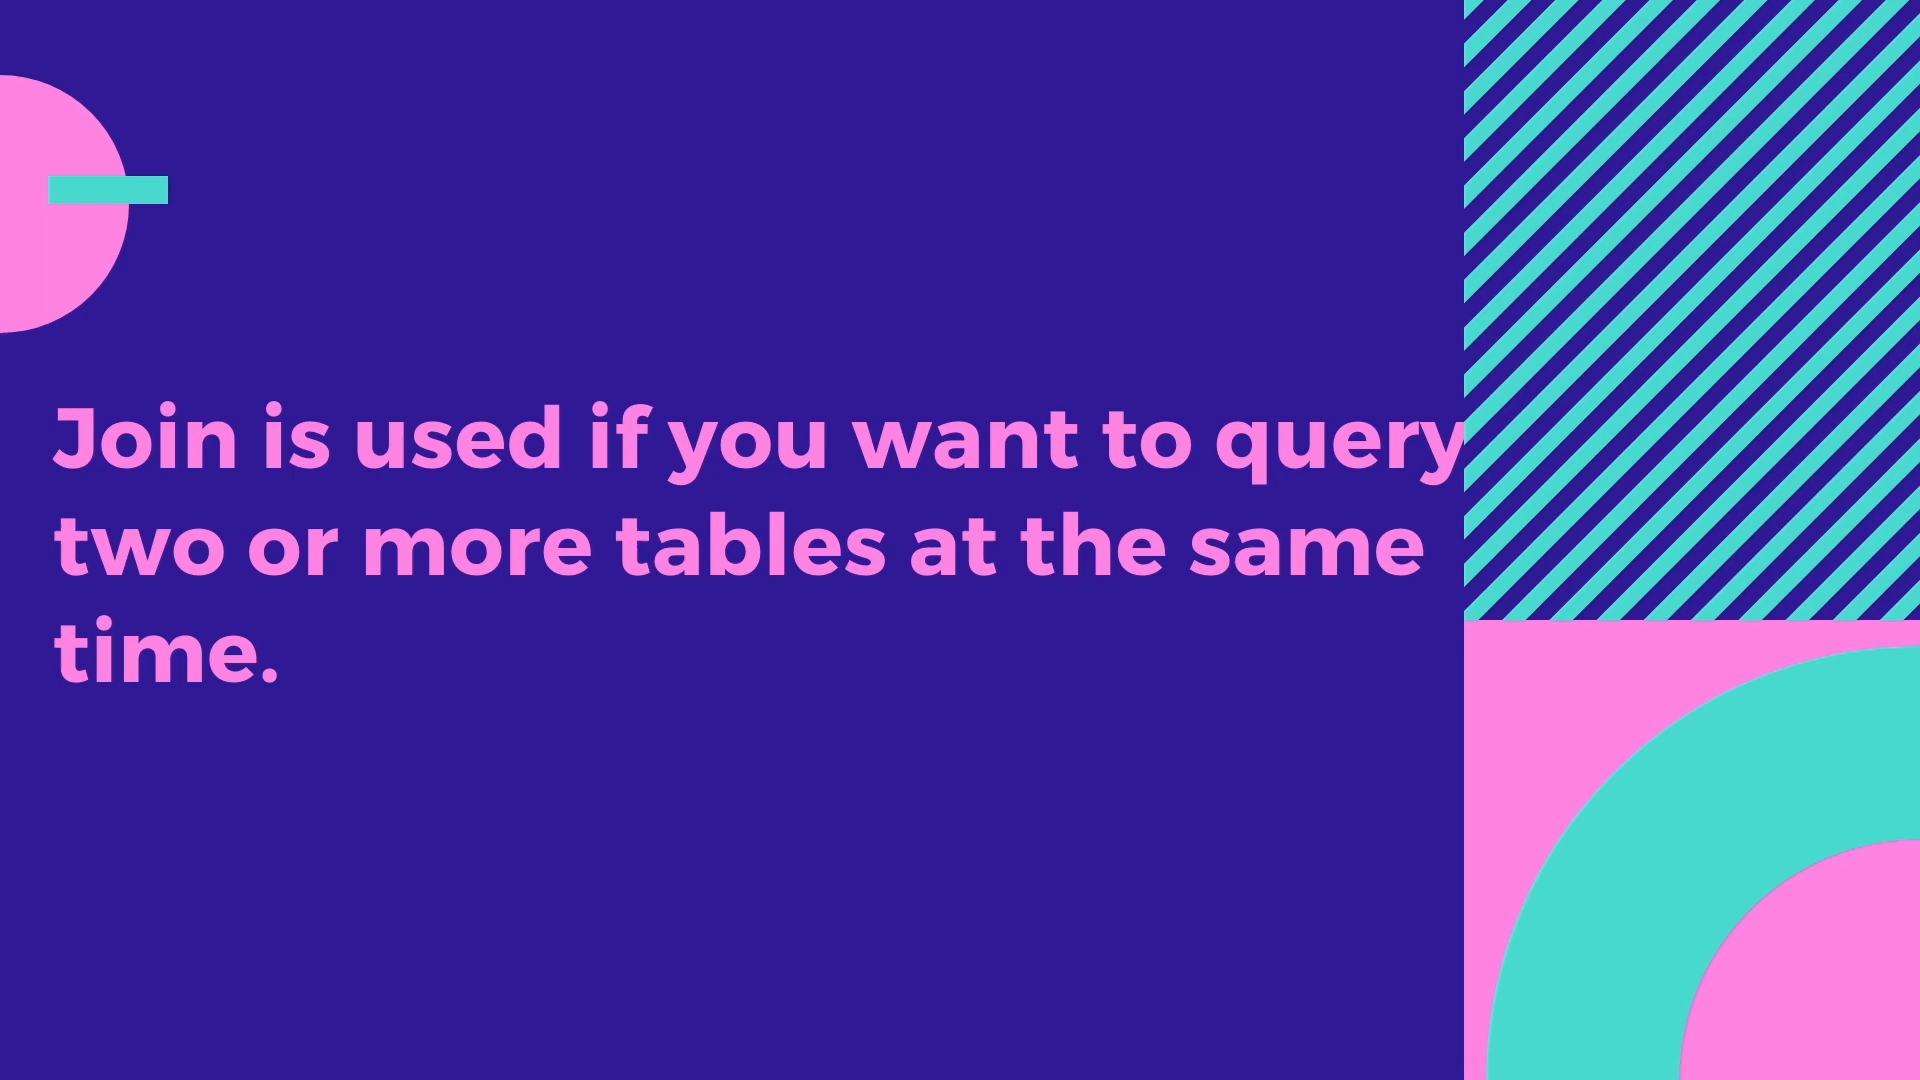 Join is used if you want to query
two or more tables at the same
time.